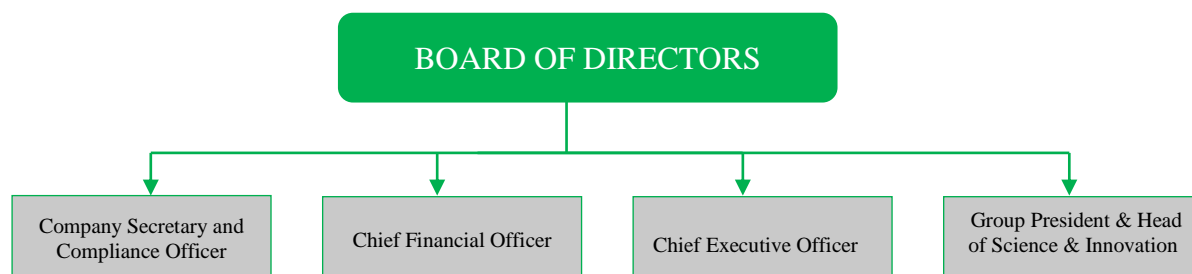 BOARD OF DIRECTORS
Company Secretary and
Compliance Officer
Chief Financial Officer
Chief Executive Officer
Group President & Head
of Science & Innovation